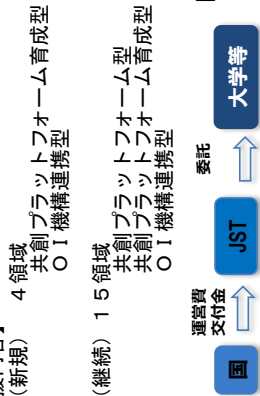 （新規） ４領域
共創プラットフォーム育成型
ＯＩ機構連携型
（継続） １５領域
共創プラットフォーム型
共創プラットフォーム育成型
ＯＩ機構連携型
国
運営費
交付金
JST
委託
大学等